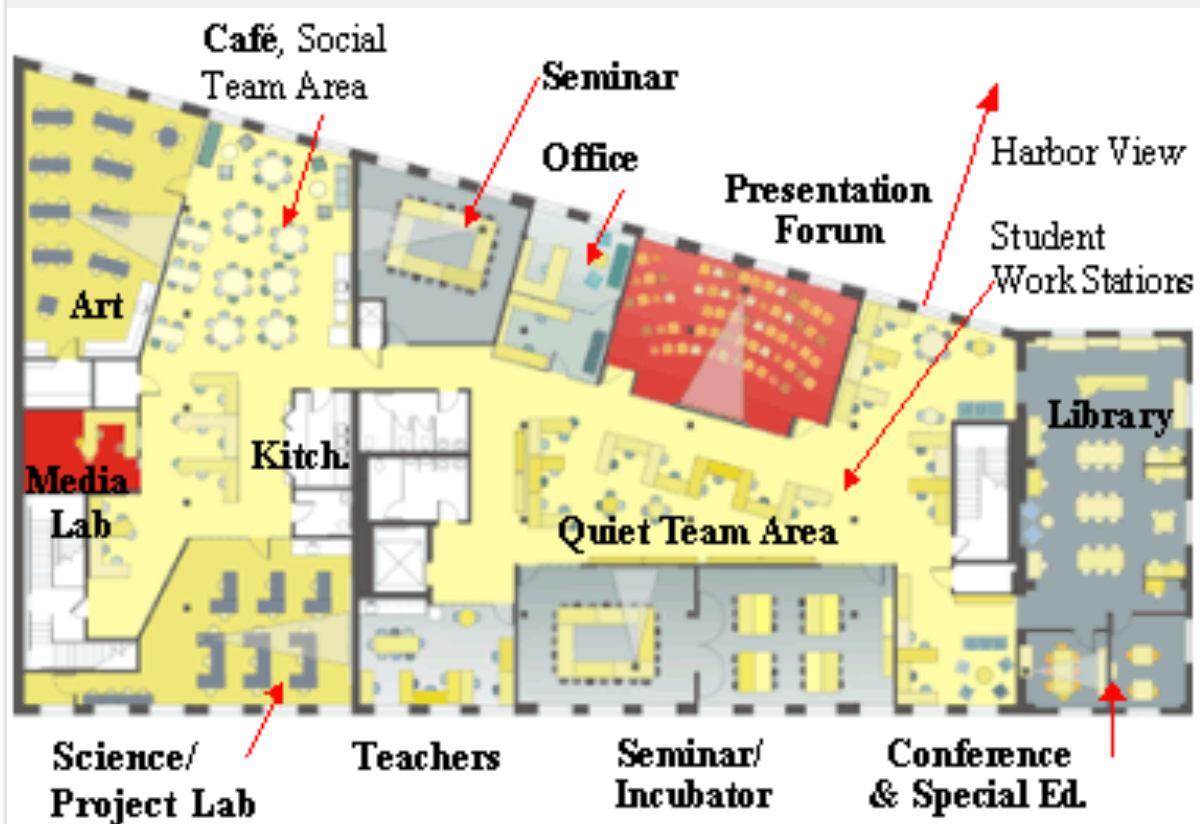 Café, Social
Team Area
Seminar
Office
Presentation
Forum
Harbor View
Student
Work Stations
Art
Library
Media
Lab
Kitch.
Quiet Team Area
Science/
Project Lab
Teachers
Seminar/
Incubator
Conference
& Special Ed.